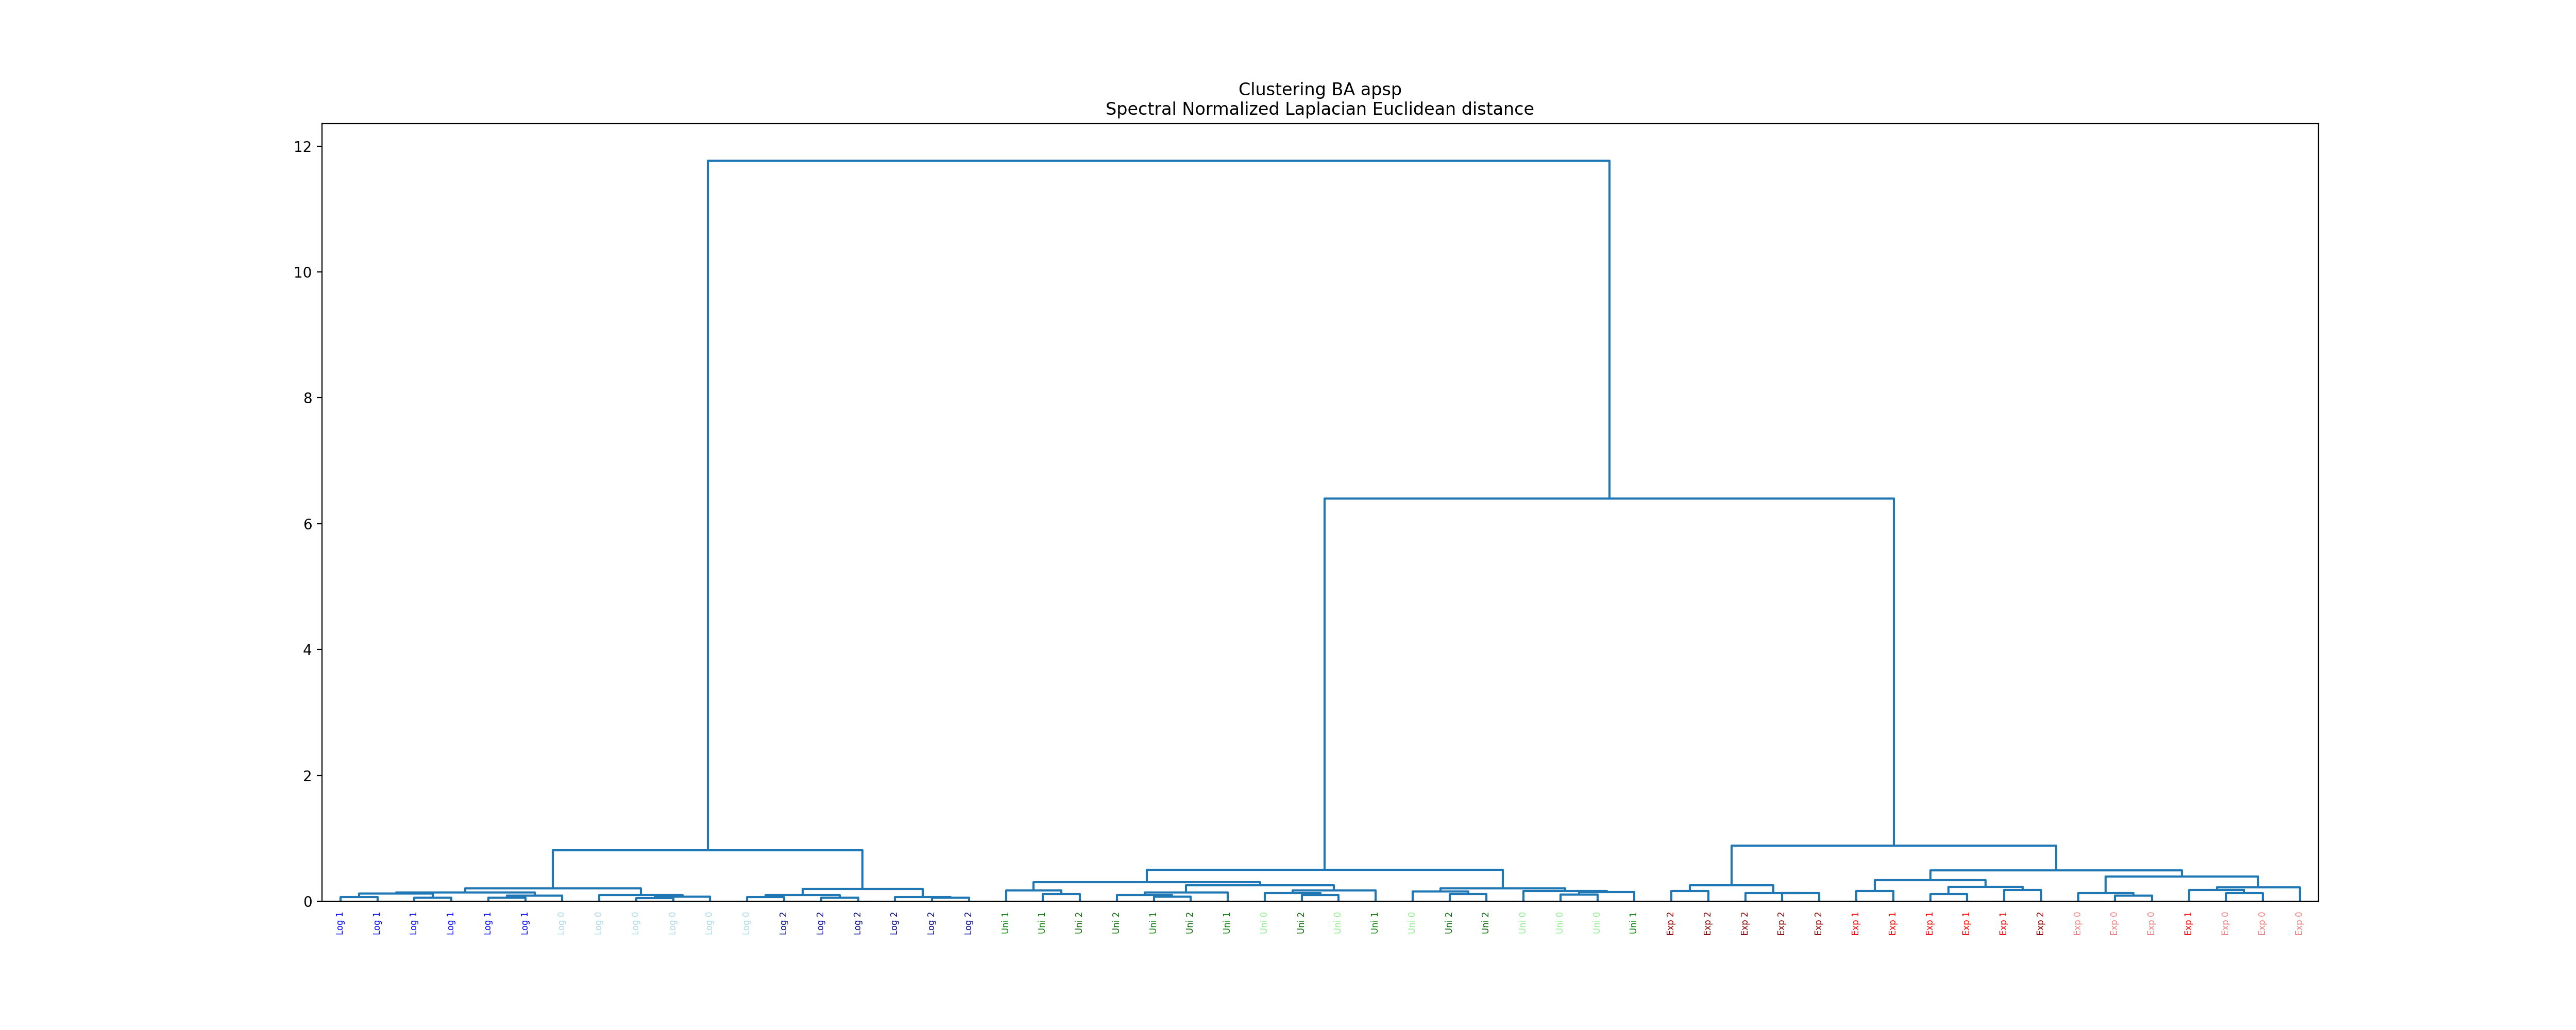 Clustering BA apsp
Spectral Normalized Laplacian Euclidean distance
12
10
8
6
4
2
0
Log 1 Log 1 Log 1 Log 1 Log 1 Log 1 Log 0 Log 0 Log 0 Log 0 Log 0 Log 0 Log 2 Log 2 Log 2 Log 2 Log 2 Log 2 Uni 1 Uni 1 Uni 2 Uni 2 Uni 1 Uni 2 Uni 1 Uni 0 Uni 2 Uni 0 Uni 1 Uni 0 Uni 2 Uni 2 Uni 0 Uni 0 Uni 0 Uni 1 Exp 2 Exp 2 Exp 2 Exp 2 Exp 2 Exp 1 Exp 1 Exp 1 Exp 1 Exp 1 Exp 2 Exp 0 Exp 0 Exp 0 Exp 1 Exp 0 Exp 0 Exp 0